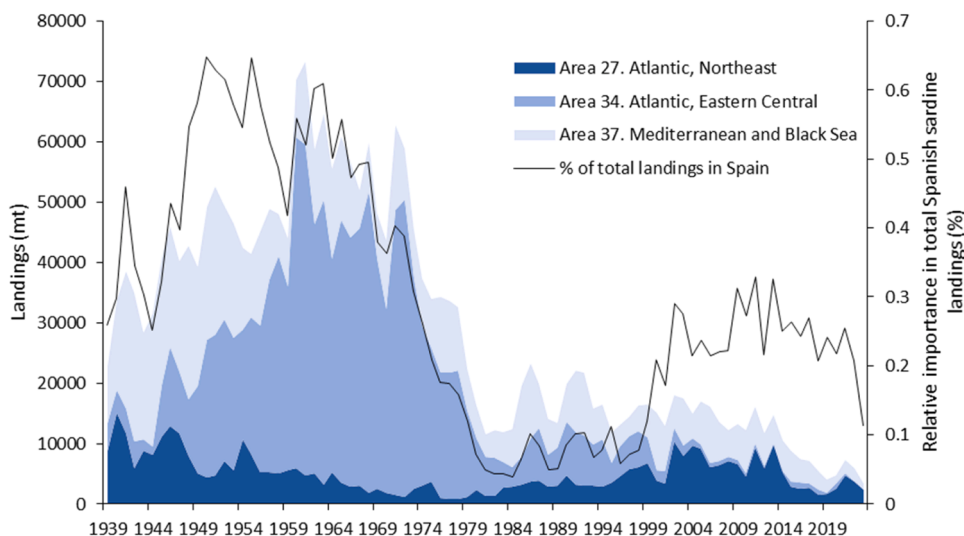 80000
70000
60000
50000
40000
30000
20000
10000
0
Landings (mt)
0.7
0.6
0.5
0.4
0.3
0.2
0.1
0
Relative importance in total Spanish sardine
landings (%)
Area 27. Atlantic, Northeast
Area 34. Atlantic, Eastern Central
Area 37. Mediterranean and Black Sea
% of total landings in Spain
1939 1944 1949 1954 1959 1964 1969 1974 1979 1984 1989 1994 1999 2004 2009 2014 2019